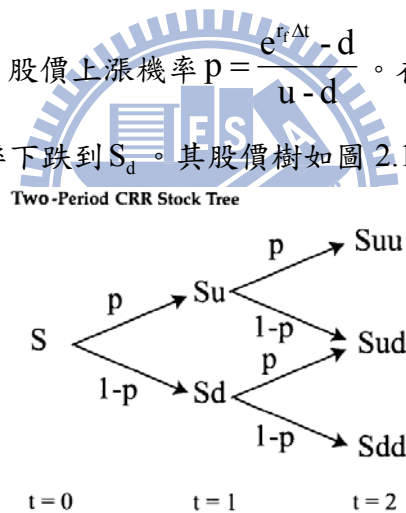 股價上漲機率 p = (e^{r_f Δt} - d) / (u - d) 。
下跌到 S_d 。其股價樹如圖 2.1
Two-Period CRR Stock Tree
p Suu
p Su
S 1-p Sud
p
1-p Sd
1-p Sdd
t = 0 t = 1 t = 2